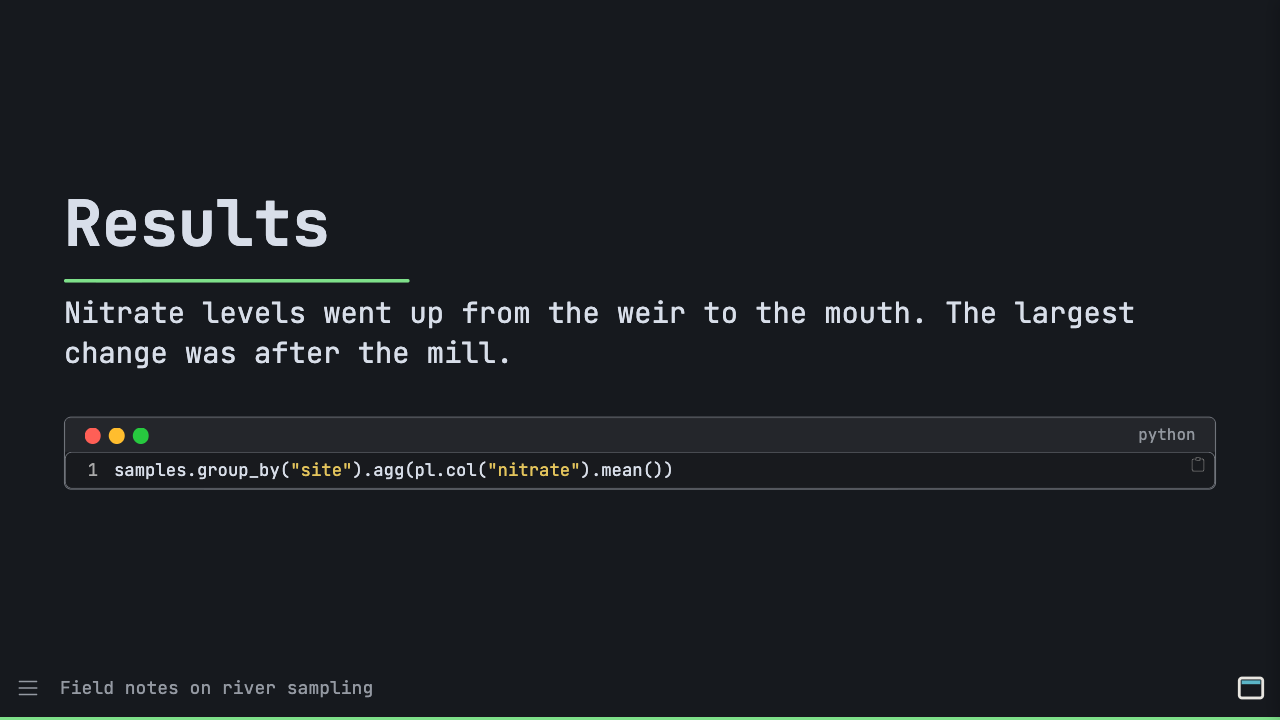 Results
Nitrate levels went up from the weir to the mouth. The largest
change was after the mill.
python
1 samples.group_by("site").agg(pl.col("nitrate").mean())
Field notes on river sampling